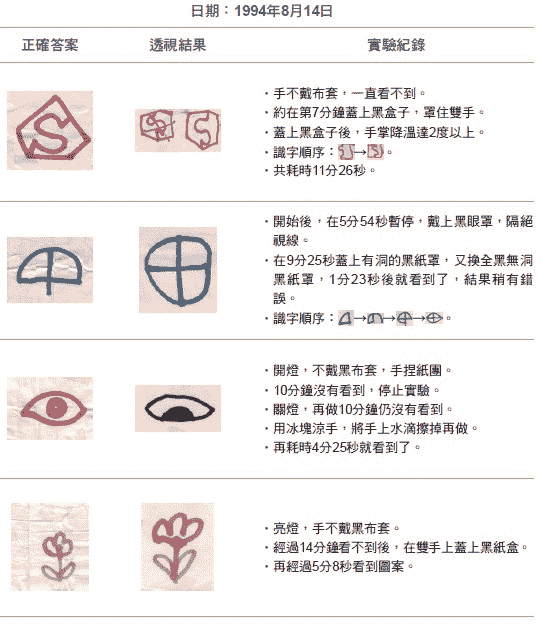 日期：1994年8月14日
正確答案 透視結果 實驗紀錄
・手不戴布套，一直看不到。
・約在第7分鐘蓋上黑盒子，罩住雙手。
・蓋上黑盒子後，手掌降溫達2度以上。
・識字順序：→。
・共耗時11分26秒。
S
・開始後，在5分54秒暫停，戴上黑眼罩，隔絕
視線。
・在9分25秒蓋上有洞的黑紙罩，又換全黑無洞
黑紙罩，1分23秒後就看到了，結果稍有錯
誤。
・識字順序：→→→。
・開燈，不戴黑布套，手捏紙團。
・10分鐘沒有看到，停止實驗。
・關燈，再做10分鐘仍沒有看到。
・用冰塊涼手，將手上水滴擦掉再做。
・再耗時4分25秒就看到了。
・亮燈，手不戴黑布套。
・經過14分鐘看不到後，在雙手上蓋上黑紙盒。
・再經過5分8秒看到圖案。